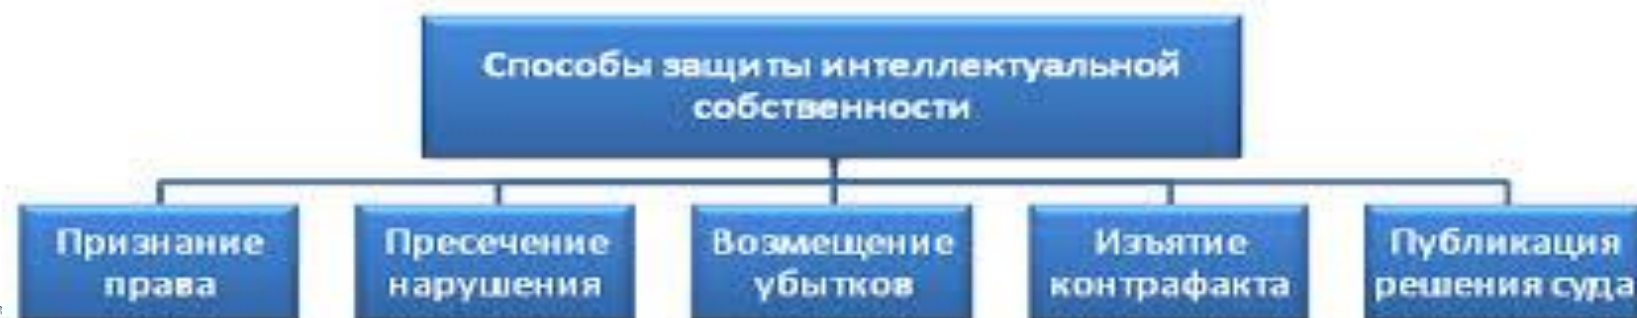 Способы защиты интеллектуальной
собственности
Признание
права
Пресечение
нарушения
Возмещение
убытков
Изъятие
контрафакта
Публикация
решения суда